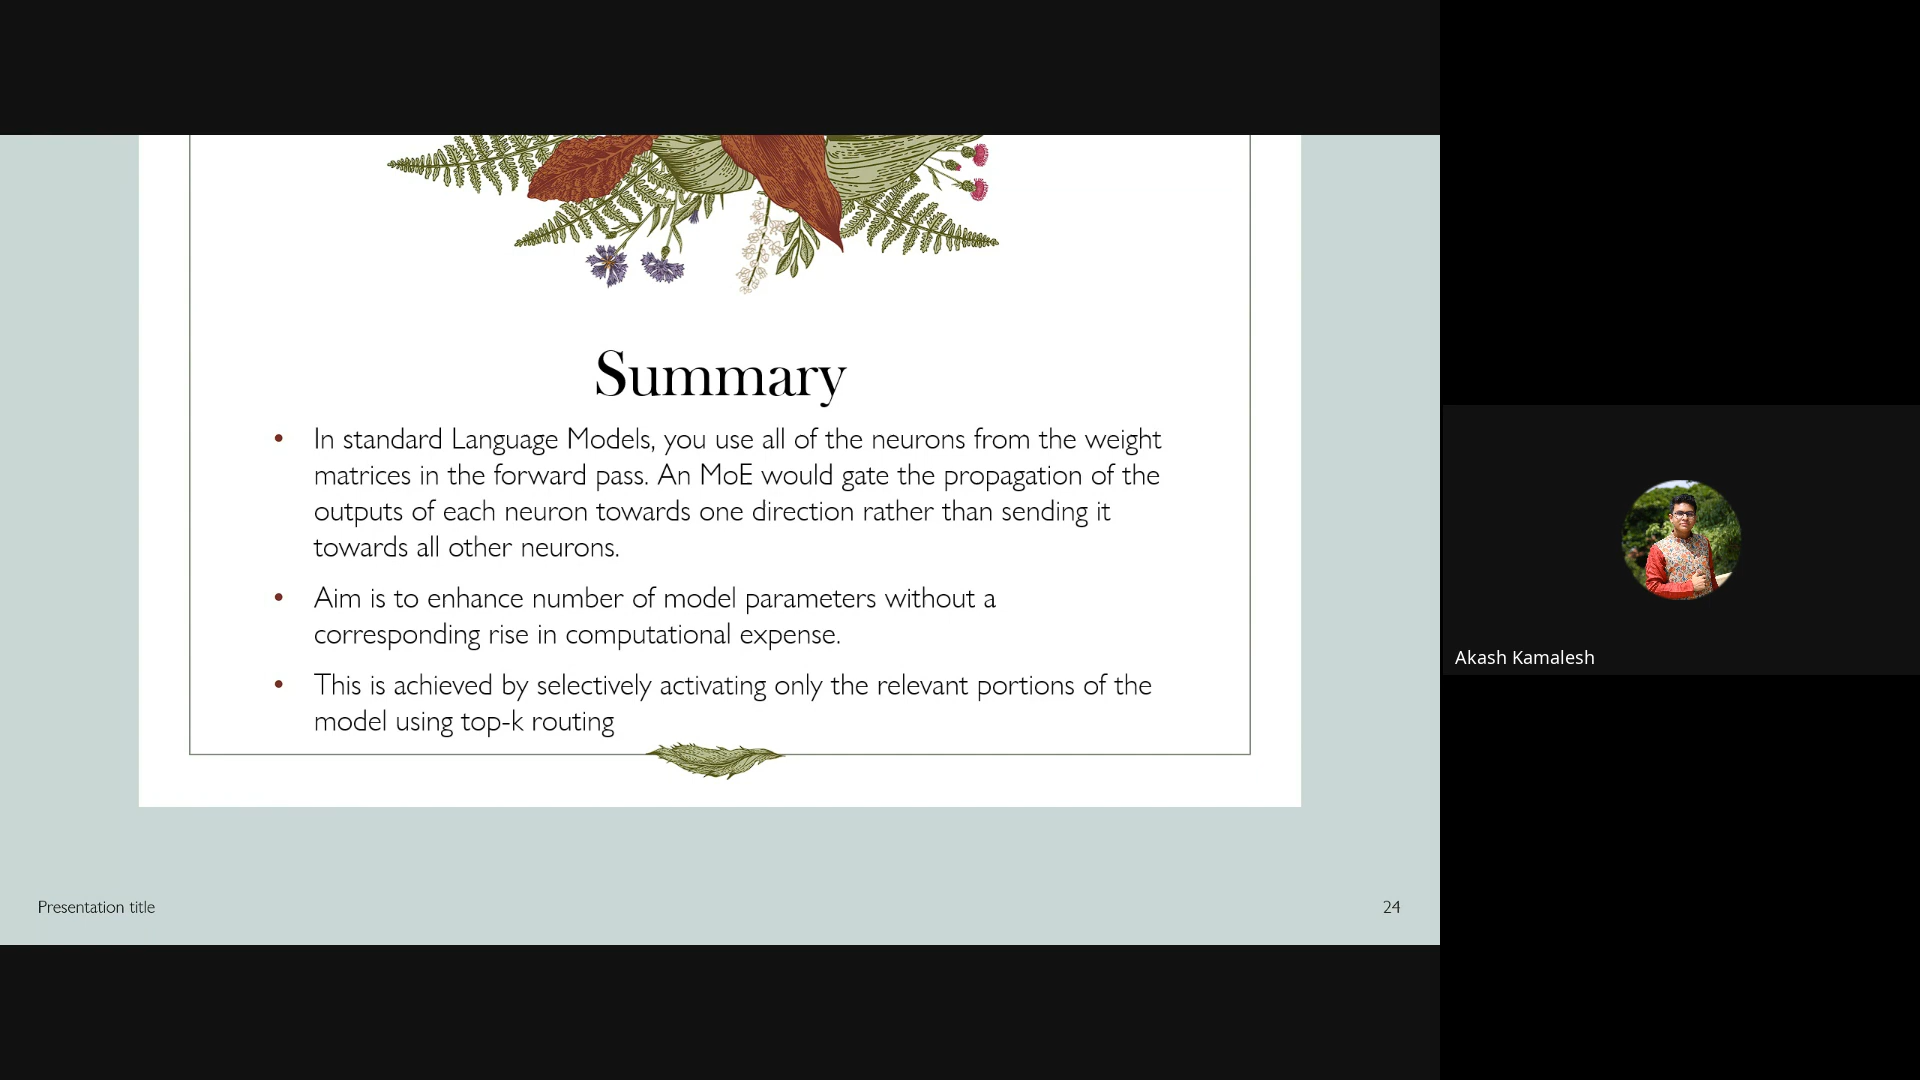 Summary
• In standard Language Models, you use all of the neurons from the weight
matrices in the forward pass. An MoE would gate the propagation of the
outputs of each neuron towards one direction rather than sending it
towards all other neurons.
• Aim is to enhance number of model parameters without a
corresponding rise in computational expense.
• This is achieved by selectively activating only the relevant portions of the
model using top-k routing
Presentation title
24
Akash Kamalesh